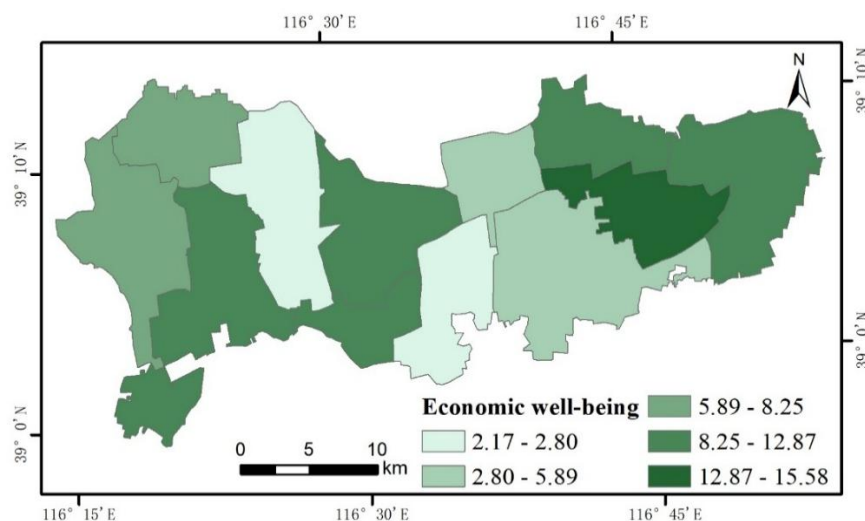 116° 30′E 116° 45′E
N
39° 10′N
39° 10′N
39° 0′N
39° 0′N
Economic well-being
2.17 - 2.80
2.80 - 5.89
5.89 - 8.25
8.25 - 12.87
12.87 - 15.58
0 5 10
km
116° 15′E 116° 30′E 116° 45′E